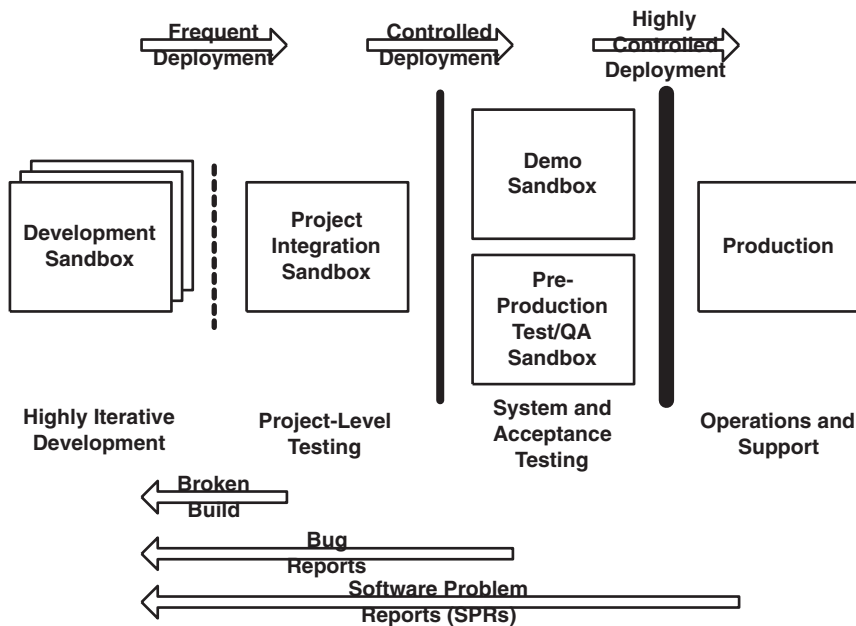 Frequent
Deployment
Controlled
Deployment
Highly
Controlled
Deployment
Development
Sandbox
Project
Integration
Sandbox
Demo
Sandbox
Pre-
Production
Test/QA
Sandbox
Production
Highly Iterative
Development
Project-Level
Testing
System and
Acceptance
Testing
Operations and
Support
Broken
Build
Bug
Reports
Software Problem
Reports (SPRs)